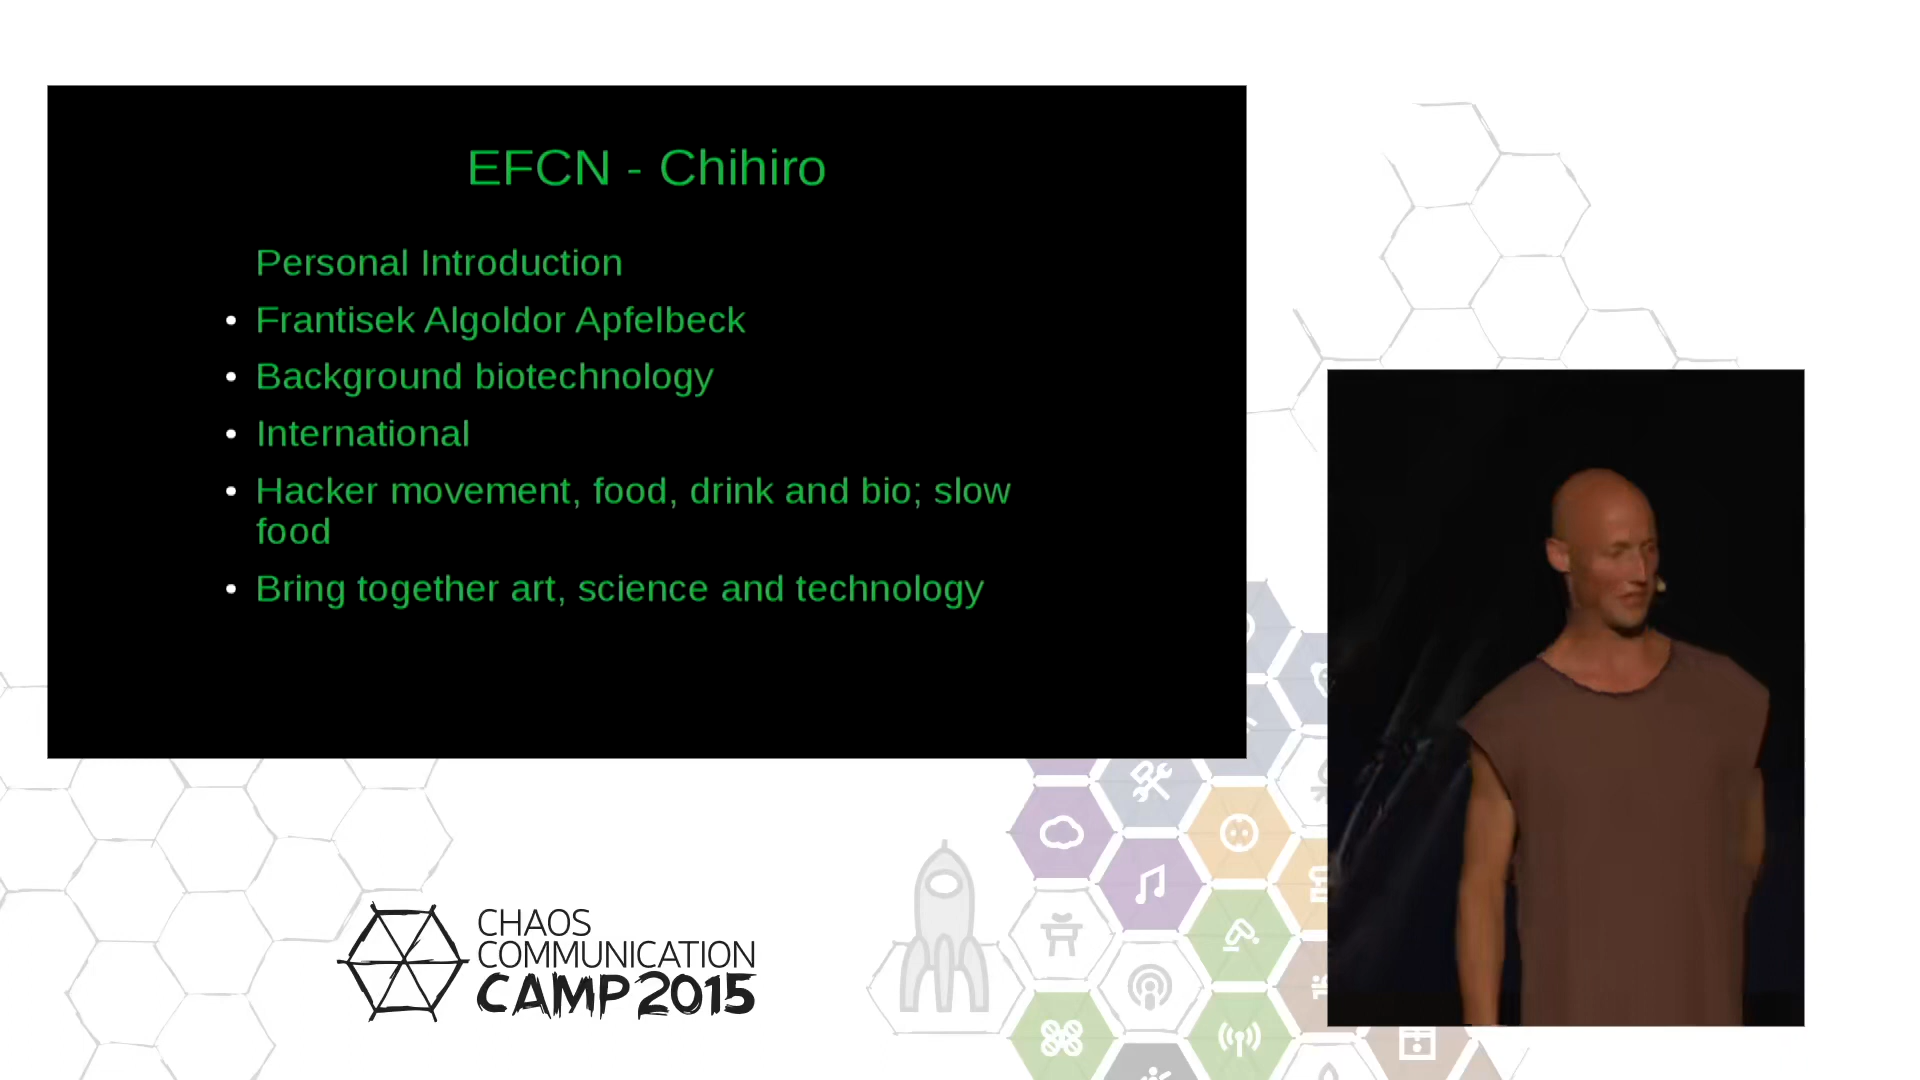 EFCN - Chihiro
Personal Introduction
• Frantisek Algoldor Apfelbeck
• Background biotechnology
• International
• Hacker movement, food, drink and bio; slow
food
• Bring together art, science and technology
CHAOS
COMMUNICATION
CAMP 2015